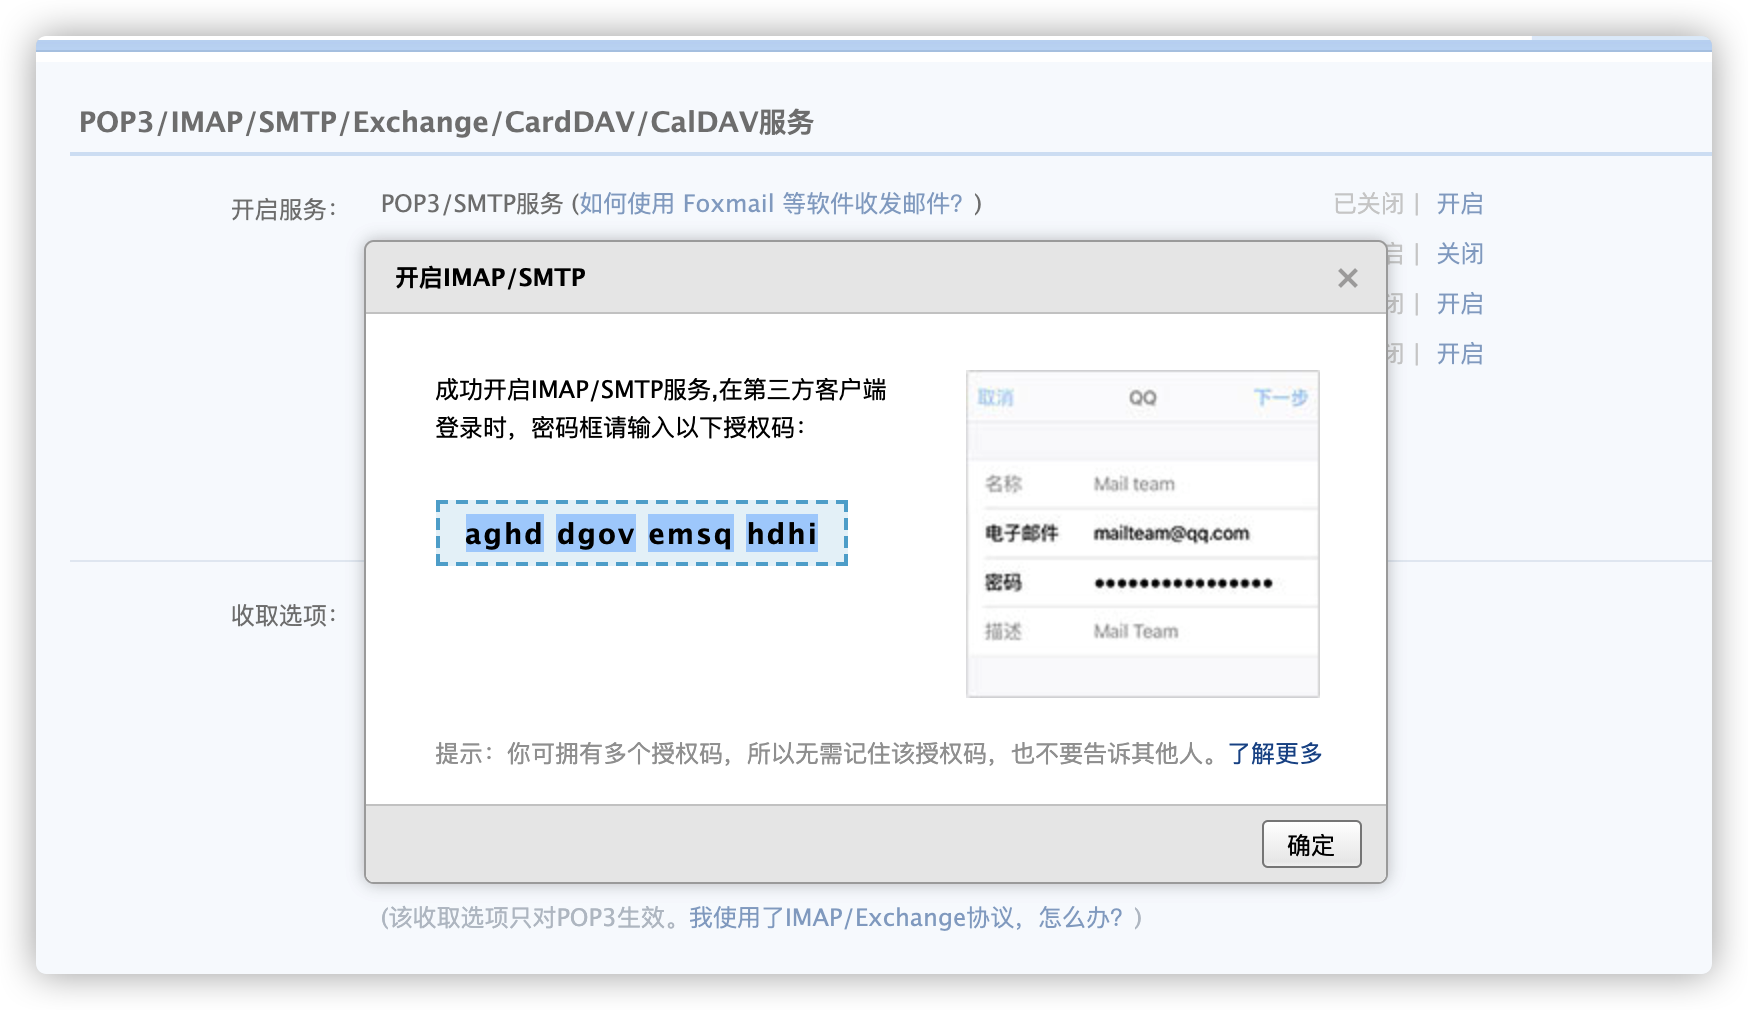 POP3/IMAP/SMTP/Exchange/CardDAV/CalDAV服务
开启服务：
POP3/SMTP服务 (如何使用 Foxmail 等软件收发邮件？)
已关闭 | 开启
启 | 关闭
闭 | 开启
闭 | 开启
开启IMAP/SMTP
成功开启IMAP/SMTP服务,在第三方客户端
登录时，密码框请输入以下授权码：
aghd dgov emsq hdhi
取消 QQ 下一步
名称 Mail team
电子邮件 mailteam@qq.com
密码 ••••••••••••••••
描述 Mail Team
提示：你可拥有多个授权码，所以无需记住该授权码，也不要告诉其他人。了解更多
确定
收取选项：
(该收取选项只对POP3生效。我使用了IMAP/Exchange协议，怎么办？)